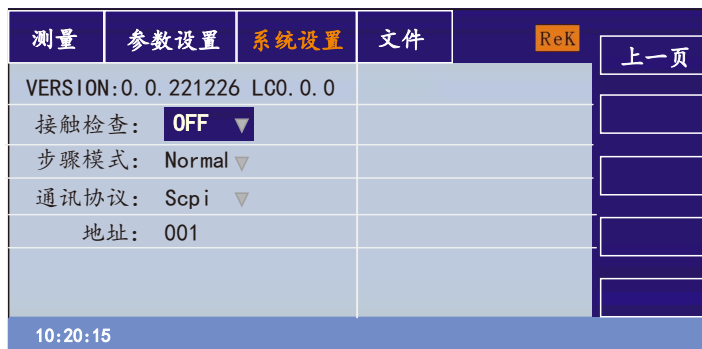 测量 参数设置 系统设置 文件 ReK 上一页
VERSION:0.0.221226 LC0.0.0
接触检查: OFF
步骤模式: Normal
通讯协议: Scpi
地址: 001
10:20:15